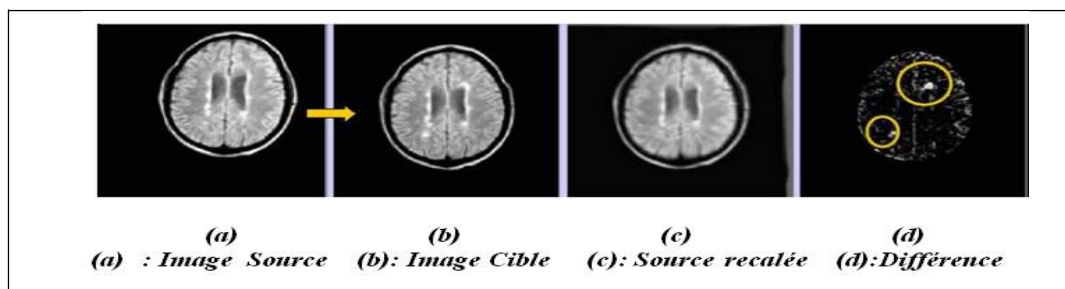 (a) (b) (c) (d)
(a) : Image Source (b): Image Cible (c): Source recalée (d):Différence